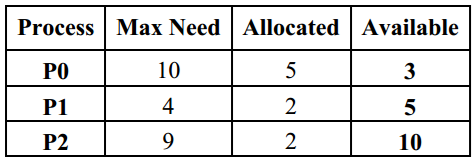 Process Max Need Allocated Available
P0 10 5 3
P1 4 2 5
P2 9 2 10